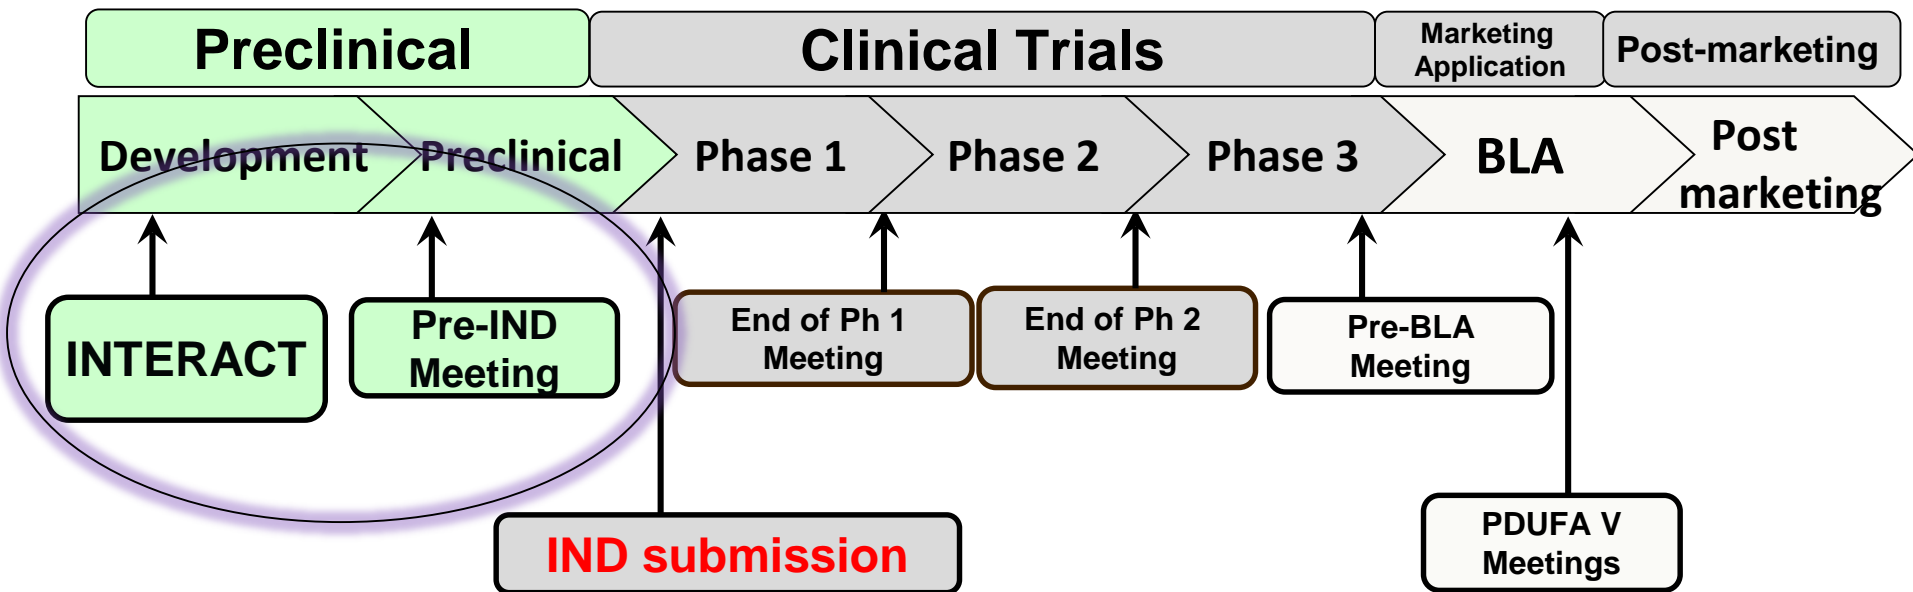 Preclinical
Clinical Trials
Marketing
Application
Post-marketing
Development
Preclinical
Phase 1
Phase 2
Phase 3
BLA
Post
marketing
INTERACT
Pre-IND
Meeting
End of Ph 1
Meeting
End of Ph 2
Meeting
Pre-BLA
Meeting
IND submission
PDUFA V
Meetings